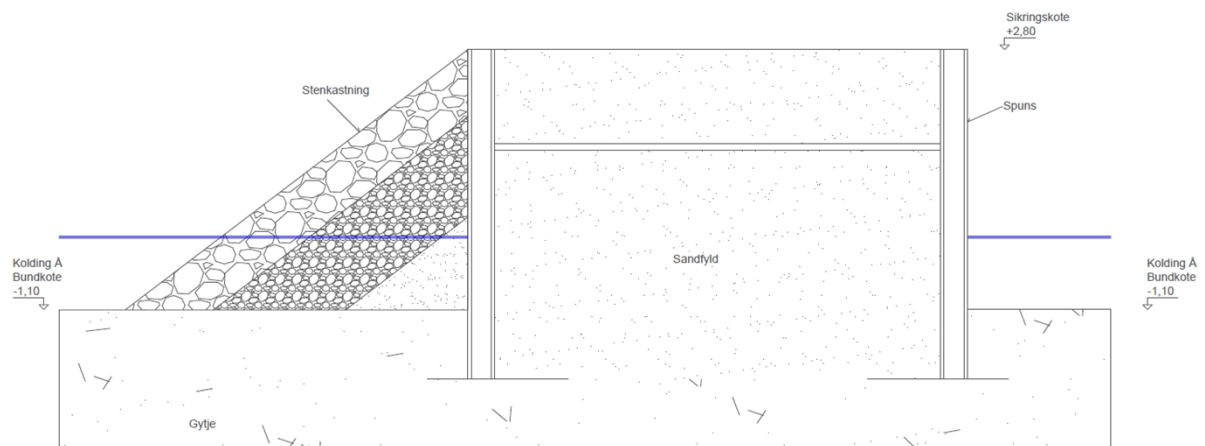 Sikringskote
+2,80
Stenkastning
Spuns
Sandfyld
Kolding Å
Bundkote
-1,10
Kolding Å
Bundkote
-1,10
Gytje